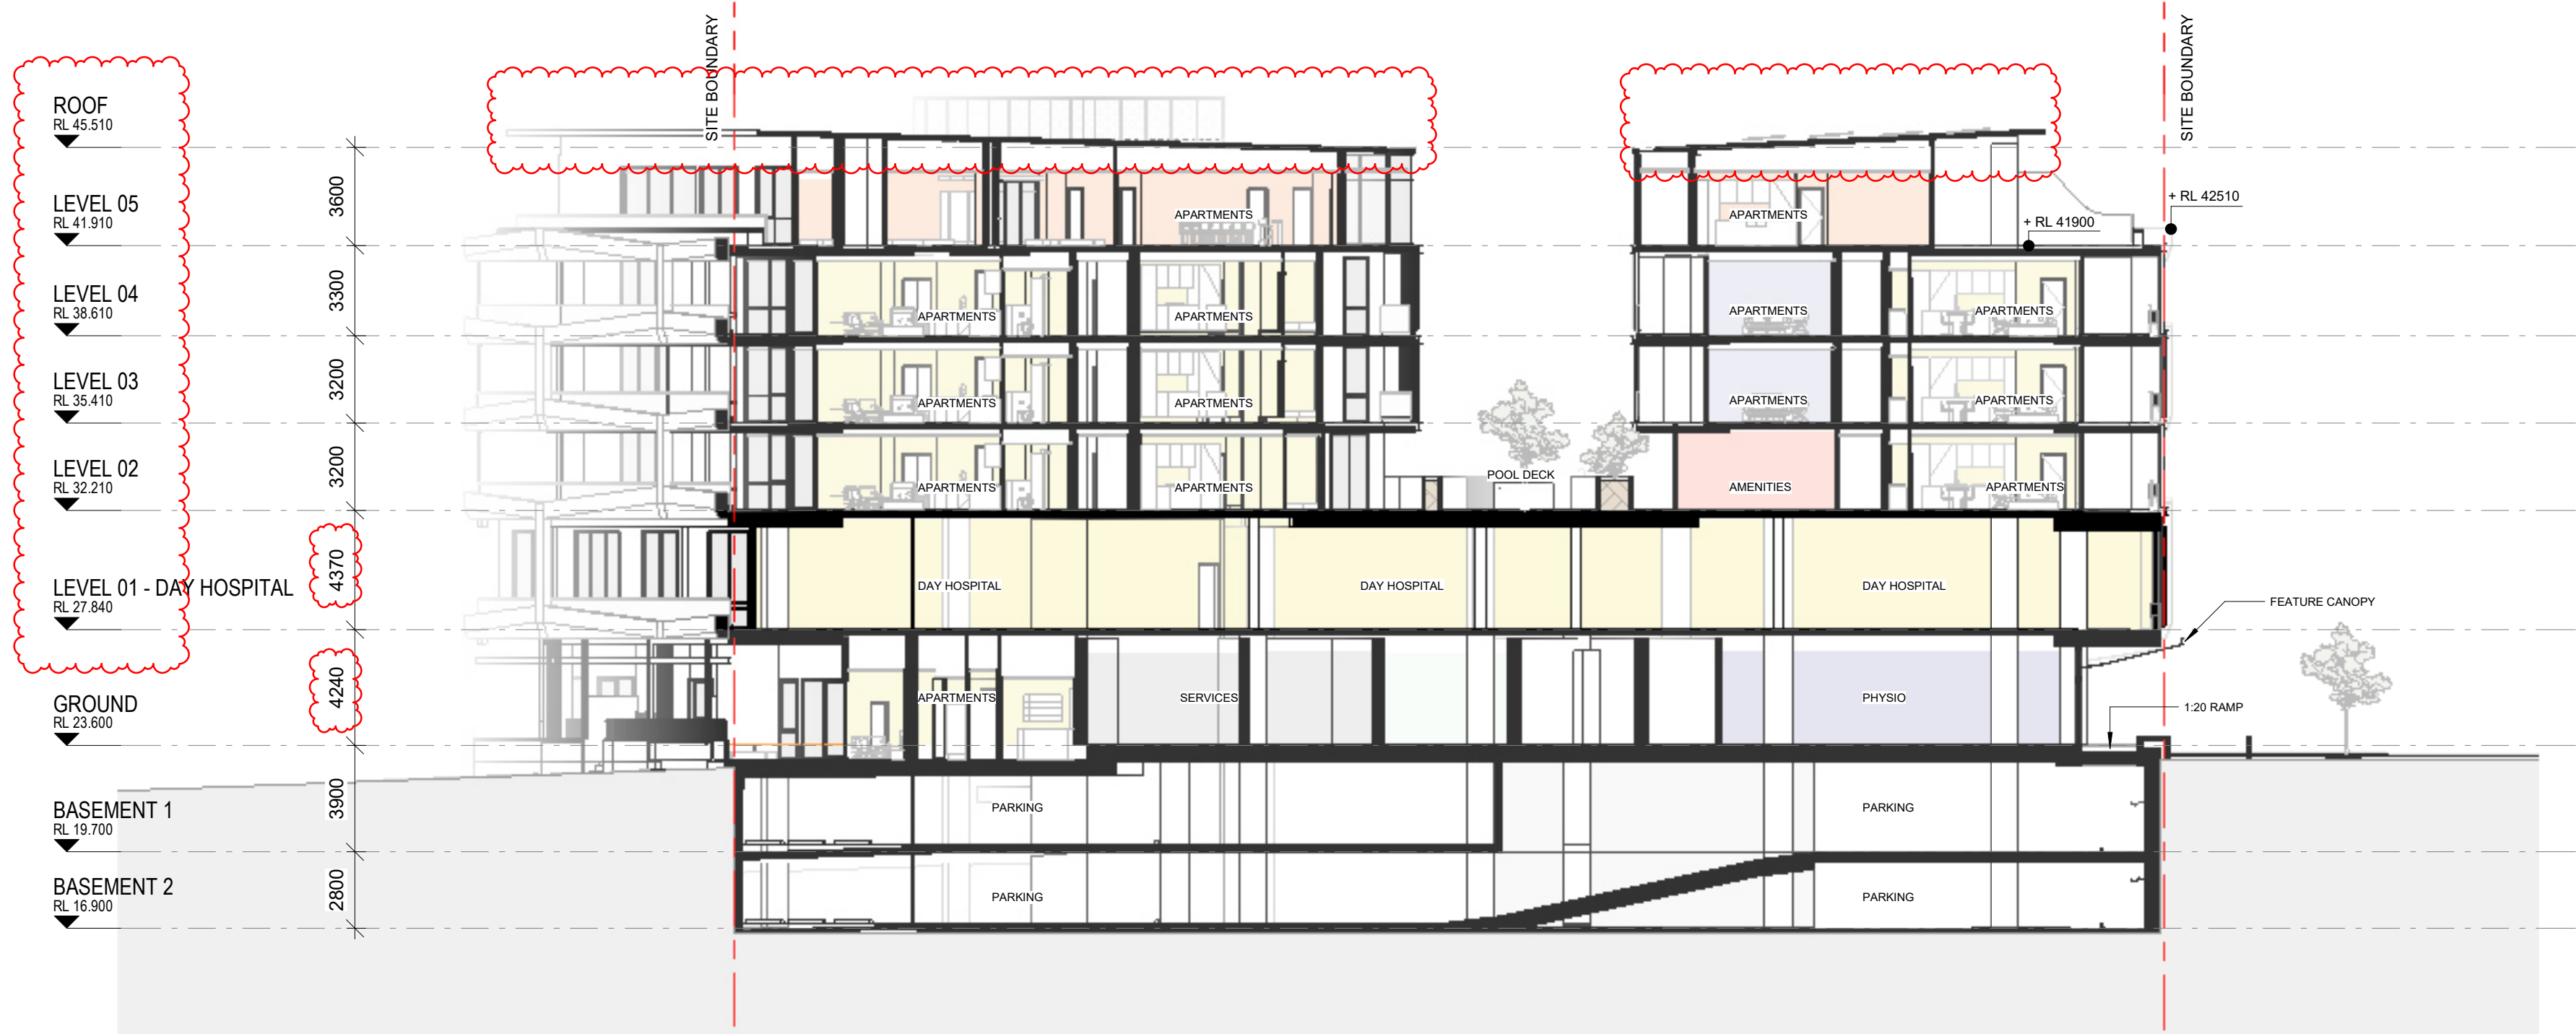 SITE BOUNDARY
SITE BOUNDARY
ROOF
RL 45.510
3600
LEVEL 05
RL 41.910
3300
LEVEL 04
RL 38.610
3200
LEVEL 03
RL 35.410
3200
LEVEL 02
RL 32.210
4370
LEVEL 01 - DAY HOSPITAL
RL 27.840
4240
GROUND
RL 23.600
3900
BASEMENT 1
RL 19.700
2800
BASEMENT 2
RL 16.900
APARTMENTS
APARTMENTS
+ RL 42510
+ RL 41900
APARTMENTS
APARTMENTS
APARTMENTS
APARTMENTS
APARTMENTS
APARTMENTS
APARTMENTS
APARTMENTS
APARTMENTS
APARTMENTS
POOL DECK
AMENITIES
APARTMENTS
DAY HOSPITAL
DAY HOSPITAL
DAY HOSPITAL
FEATURE CANOPY
APARTMENTS
SERVICES
PHYSIO
1:20 RAMP
PARKING
PARKING
PARKING
PARKING